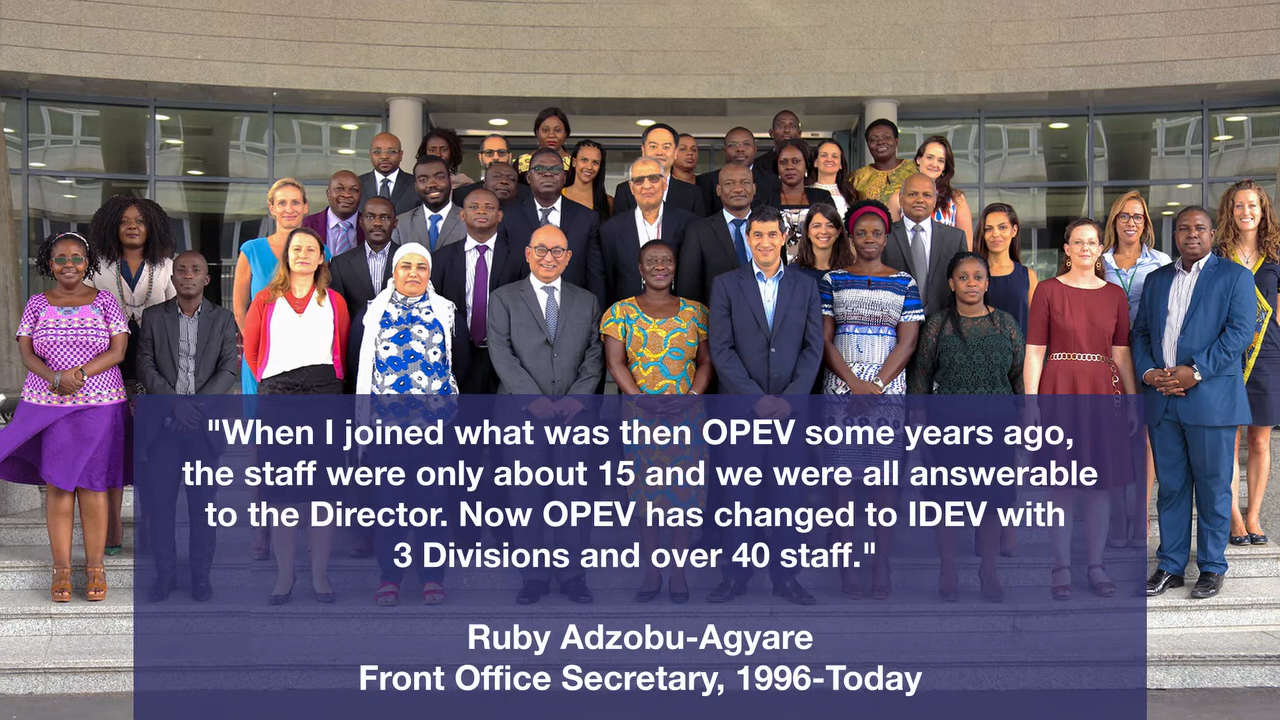 "When I joined what was then OPEV some years ago,
the staff were only about 15 and we were all answerable
to the Director. Now OPEV has changed to IDEV with
3 Divisions and over 40 staff."
Ruby Adzobu-Agyare
Front Office Secretary, 1996-Today